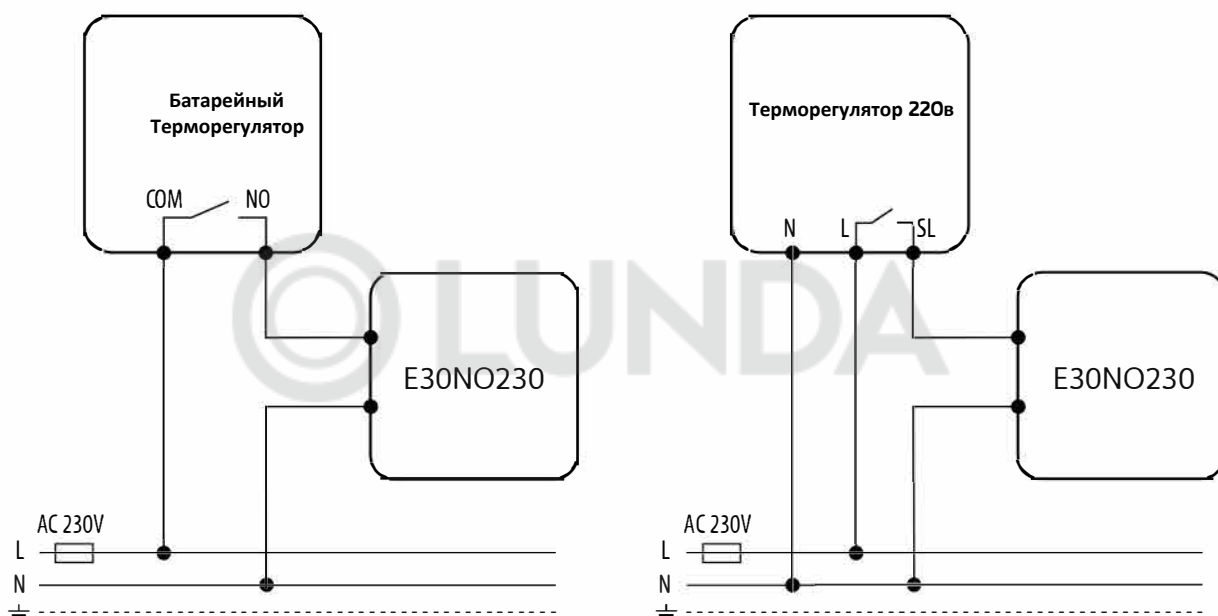 Батарейный
Терморегулятор
COM NO
E30NO230
AC 230V
L
N
Терморегулятор 220в
N L SL
E30NO230
AC 230V
L
N
LUNDA